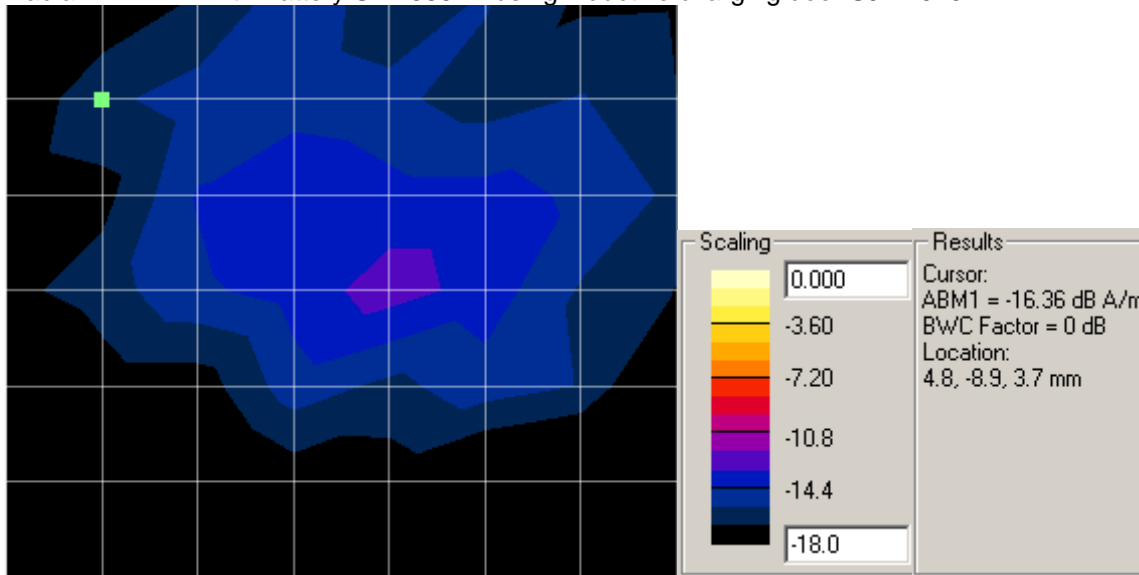 Scaling
0.000
-3.60
-7.20
-10.8
-14.4
-18.0
Results
Cursor:
ABM1 = -16.36 dB A/m
BWC Factor = 0 dB
Location:
4.8, -8.9, 3.7 mm